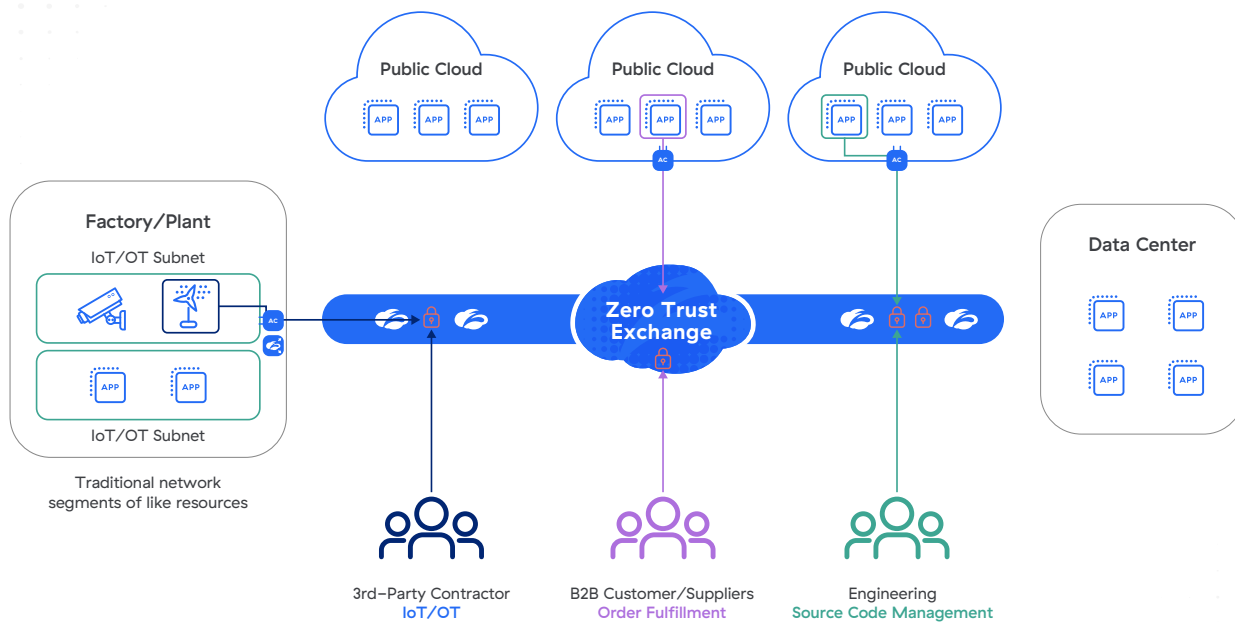 Public Cloud
APP
APP
APP
Public Cloud
APP
APP
APP
AC
Public Cloud
APP
APP
APP
AC
Factory/Plant
IoT/OT Subnet
AC
APP
APP
IoT/OT Subnet
Traditional network
segments of like resources
Zero Trust
Exchange
Data Center
APP
APP
APP
APP
3rd-Party Contractor
IoT/OT
B2B Customer/Suppliers
Order Fulfillment
Engineering
Source Code Management